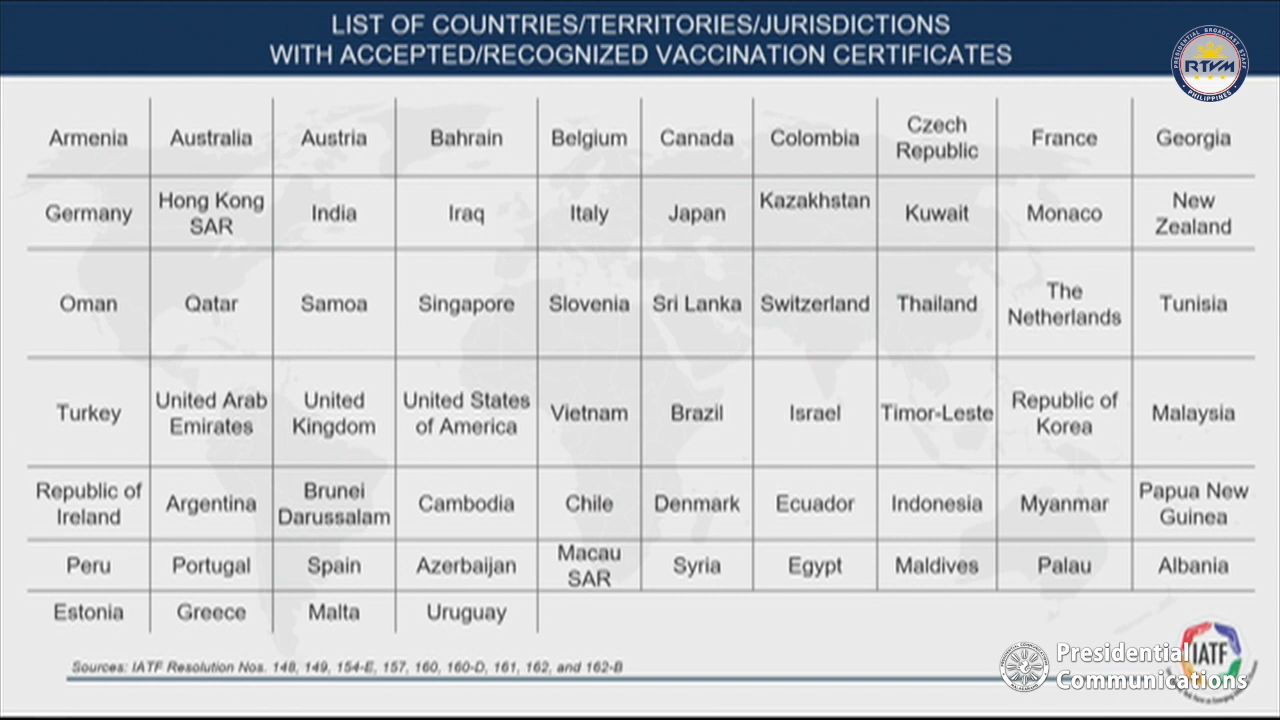 LIST OF COUNTRIES/TERRITORIES/JURISDICTIONS
WITH ACCEPTED/RECOGNIZED VACCINATION CERTIFICATES
PRESIDENTIAL BROADCAST STAFF
RTVM
PHILIPPINES
Armenia Australia Austria Bahrain Belgium Canada Colombia Czech Republic France Georgia
Germany Hong Kong SAR India Iraq Italy Japan Kazakhstan Kuwait Monaco New Zealand
Oman Qatar Samoa Singapore Slovenia Sri Lanka Switzerland Thailand The Netherlands Tunisia
Turkey United Arab Emirates United Kingdom United States of America Vietnam Brazil Israel Timor-Leste Republic of Korea Malaysia
Republic of Ireland Argentina Brunei Darussalam Cambodia Chile Denmark Ecuador Indonesia Myanmar Papua New Guinea
Peru Portugal Spain Azerbaijan Macau SAR Syria Egypt Maldives Palau Albania
Estonia Greece Malta Uruguay
Sources: IATF Resolution Nos. 148, 149, 154-E, 157, 160, 160-D, 161, 162, and 162-B
Presidential
Communications
IATF